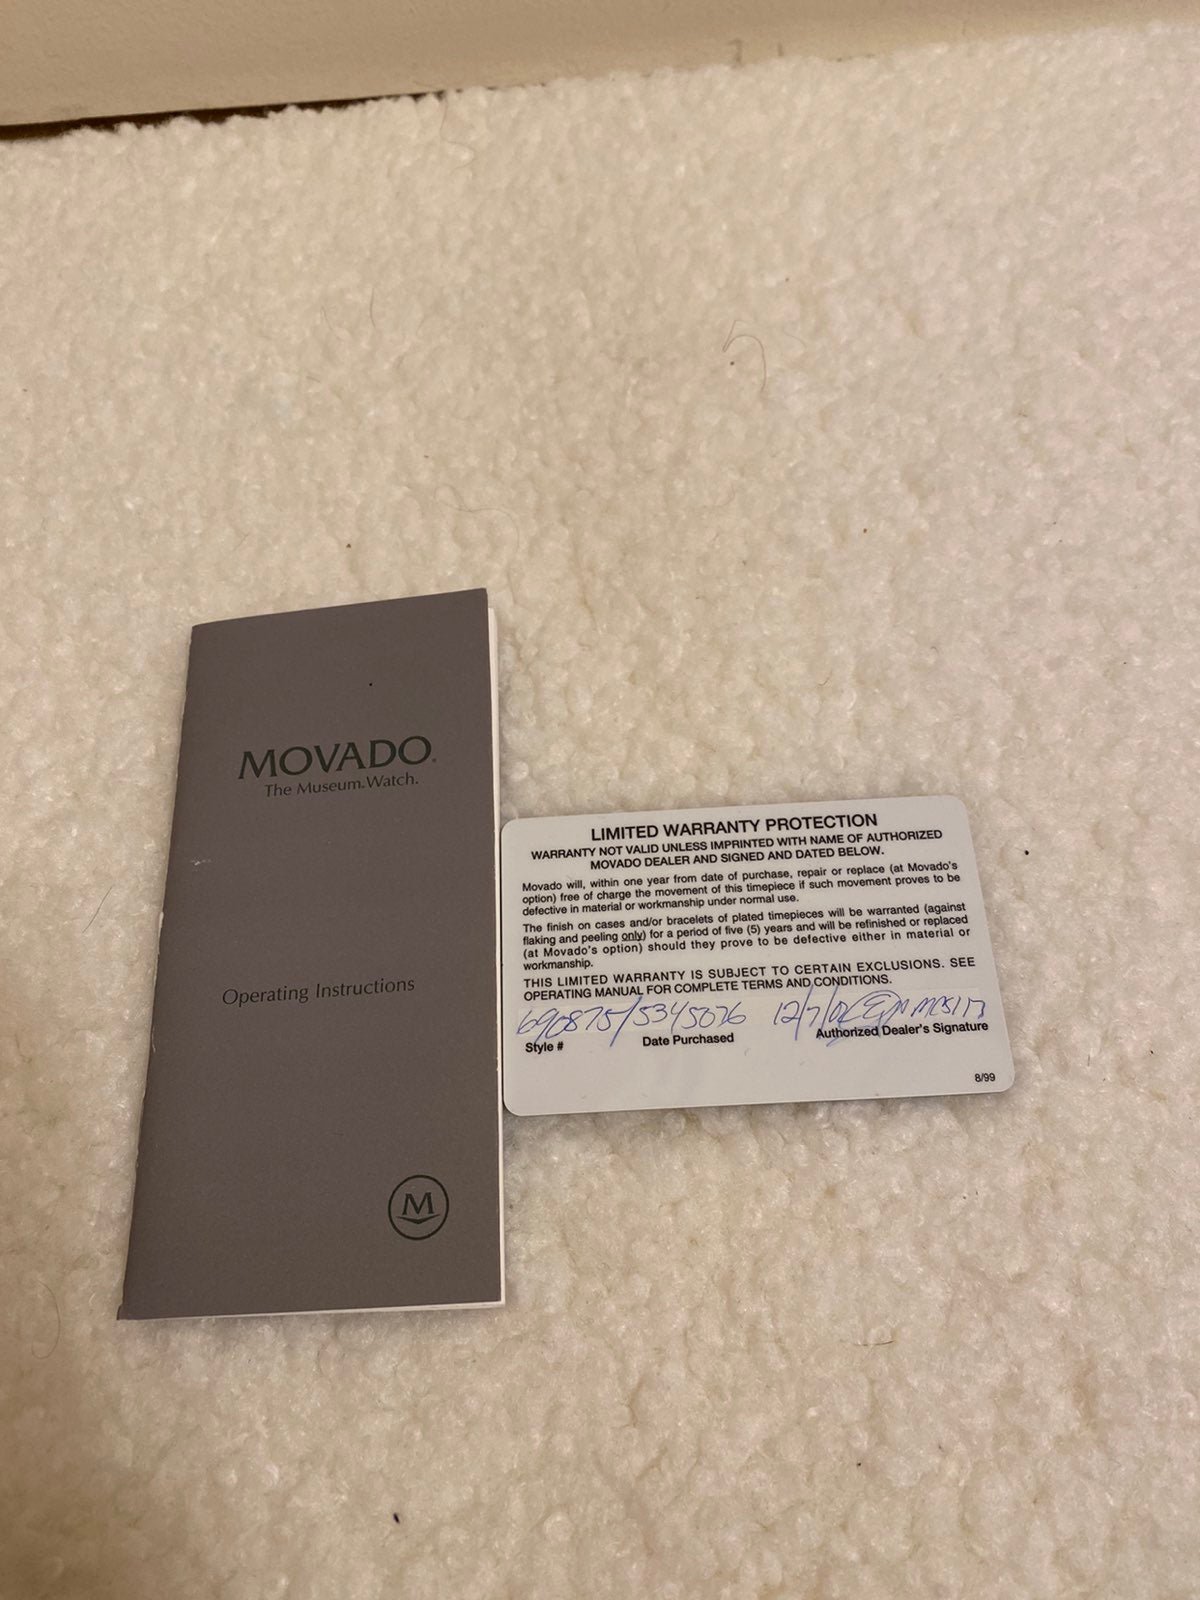 MOVADO®
The Museum.Watch.
Operating Instructions
M
LIMITED WARRANTY PROTECTION
WARRANTY NOT VALID UNLESS IMPRINTED WITH NAME OF AUTHORIZED
MOVADO DEALER AND SIGNED AND DATED BELOW.
Movado will, within one year from date of purchase, repair or replace (at Movado's
option) free of charge the movement of this timepiece if such movement proves to be
defective in material or workmanship under normal use.
The finish on cases and/or bracelets of plated timepieces will be warranted (against
flaking and peeling only) for a period of five (5) years and will be refinished or replaced
(at Movado's option) should they prove to be defective either in material or
workmanship.
THIS LIMITED WARRANTY IS SUBJECT TO CERTAIN EXCLUSIONS. SEE
OPERATING MANUAL FOR COMPLETE TERMS AND CONDITIONS.
690875/5345076
Style # Date Purchased Authorized Dealer's Signature
8/99